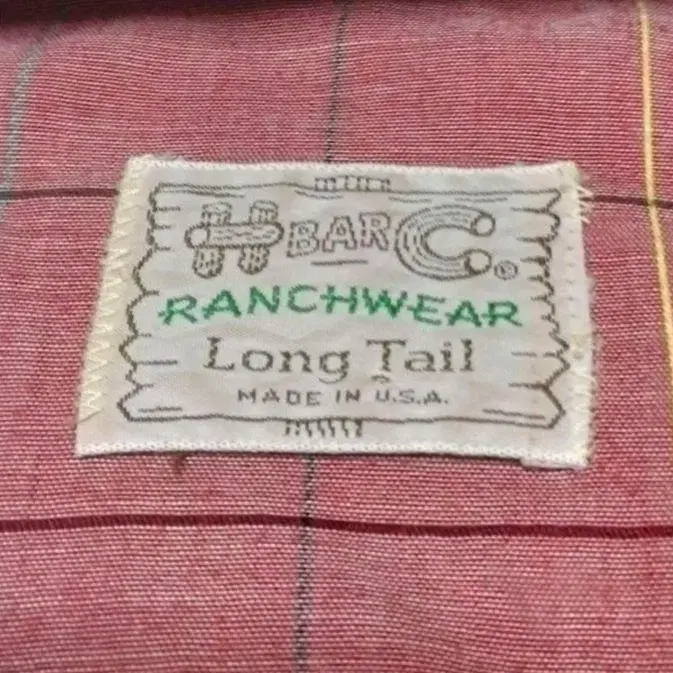 H BAR C ®
RANCHWEAR
Long Tail
MADE IN U.S.A.